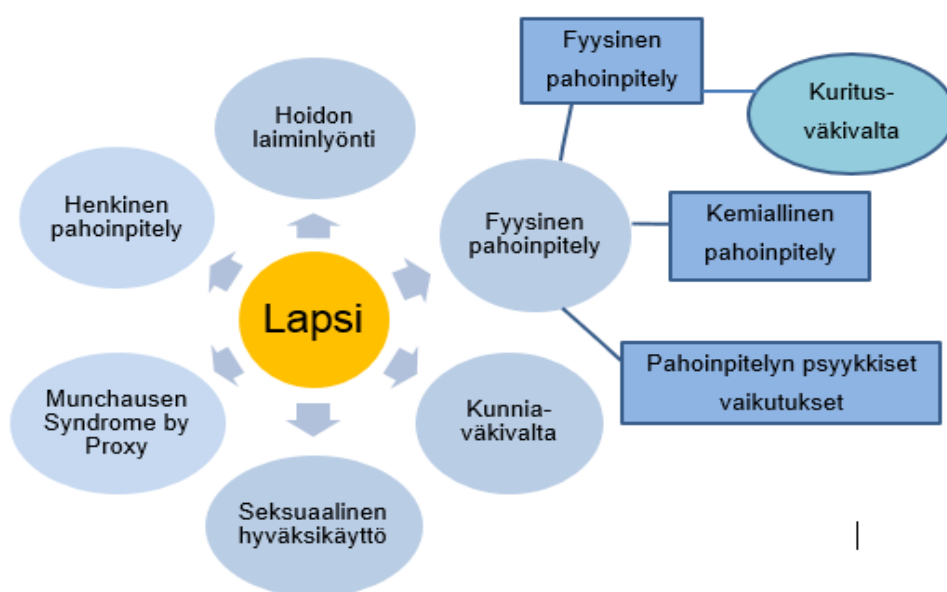 Fyysinen
pahoinpitely
Kuritus-
väkivalta
Hoidon
laiminlyönti
Henkinen
pahoinpitely
Fyysinen
pahoinpitely
Kemiallinen
pahoinpitely
Lapsi
Pahoinpitelyn psyykkiset
vaikutukset
Munchausen
Syndrome by
Proxy
Kunnia-
väkivalta
Seksuaalinen
hyväksikäyttö